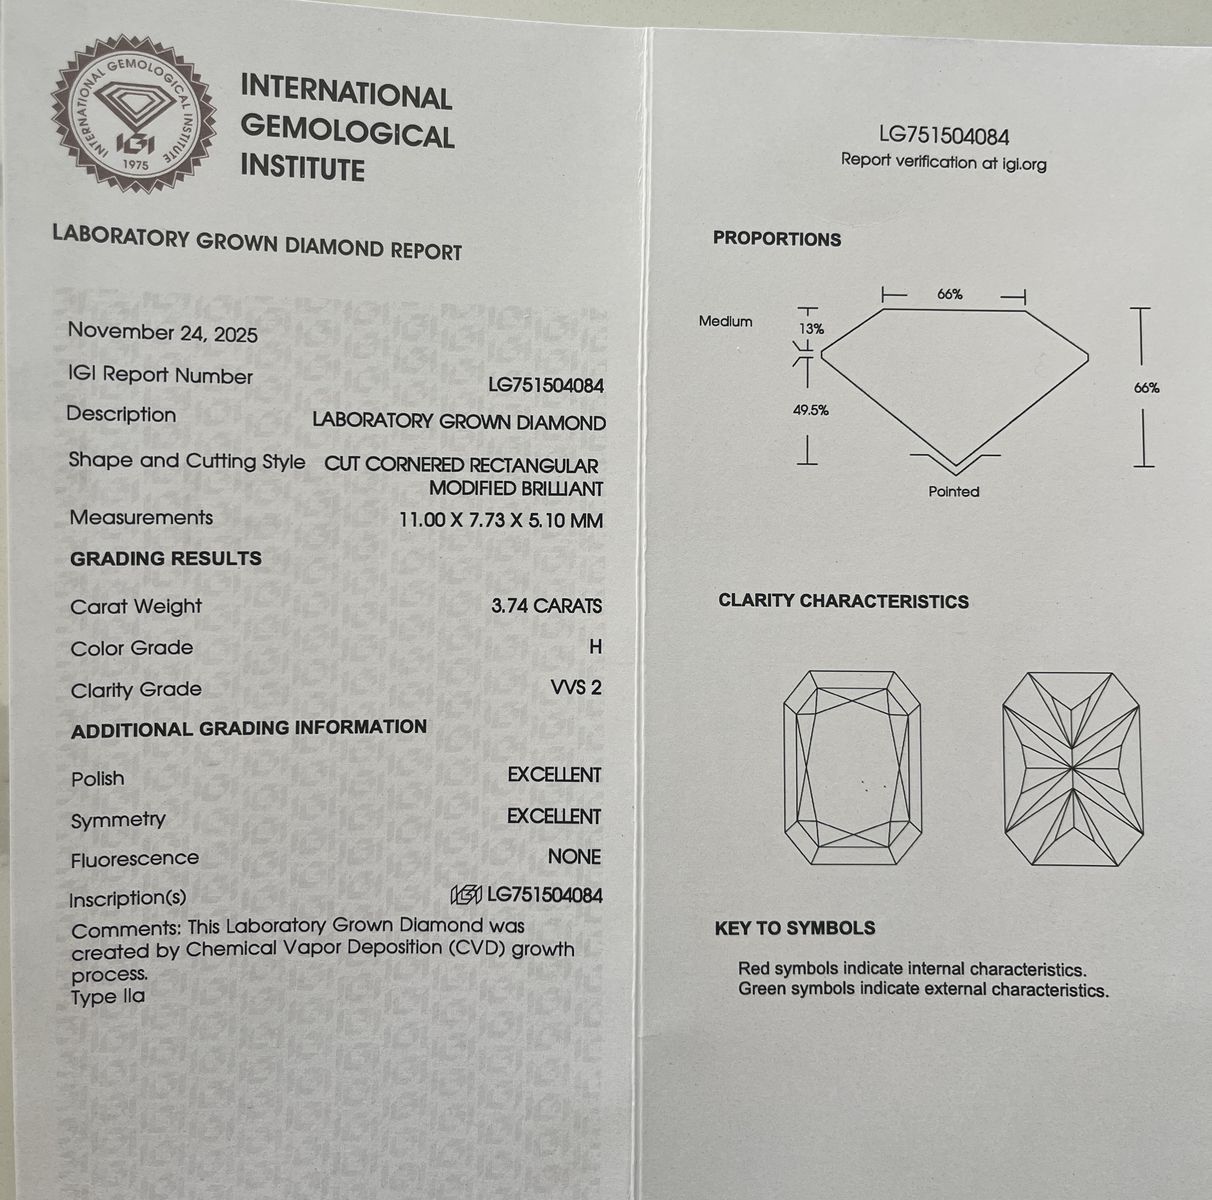 INTERNATIONAL GEMOLOGICAL INSTITUTE
IGI
1975
INTERNATIONAL
GEMOLOGICAL
INSTITUTE
LABORATORY GROWN DIAMOND REPORT
November 24, 2025
IGI Report Number LG751504084
Description LABORATORY GROWN DIAMOND
Shape and Cutting Style CUT CORNERED RECTANGULAR
MODIFIED BRILLIANT
Measurements 11.00 X 7.73 X 5.10 MM
GRADING RESULTS
Carat Weight 3.74 CARATS
Color Grade H
Clarity Grade VVS 2
ADDITIONAL GRADING INFORMATION
Polish EXCELLENT
Symmetry EXCELLENT
Fluorescence NONE
Inscription(s) IGI LG751504084
Comments: This Laboratory Grown Diamond was
created by Chemical Vapor Deposition (CVD) growth
process.
Type IIa
LG751504084
Report verification at igi.org
PROPORTIONS
66%
Medium
13%
66%
49.5%
Pointed
CLARITY CHARACTERISTICS
KEY TO SYMBOLS
Red symbols indicate internal characteristics.
Green symbols indicate external characteristics.